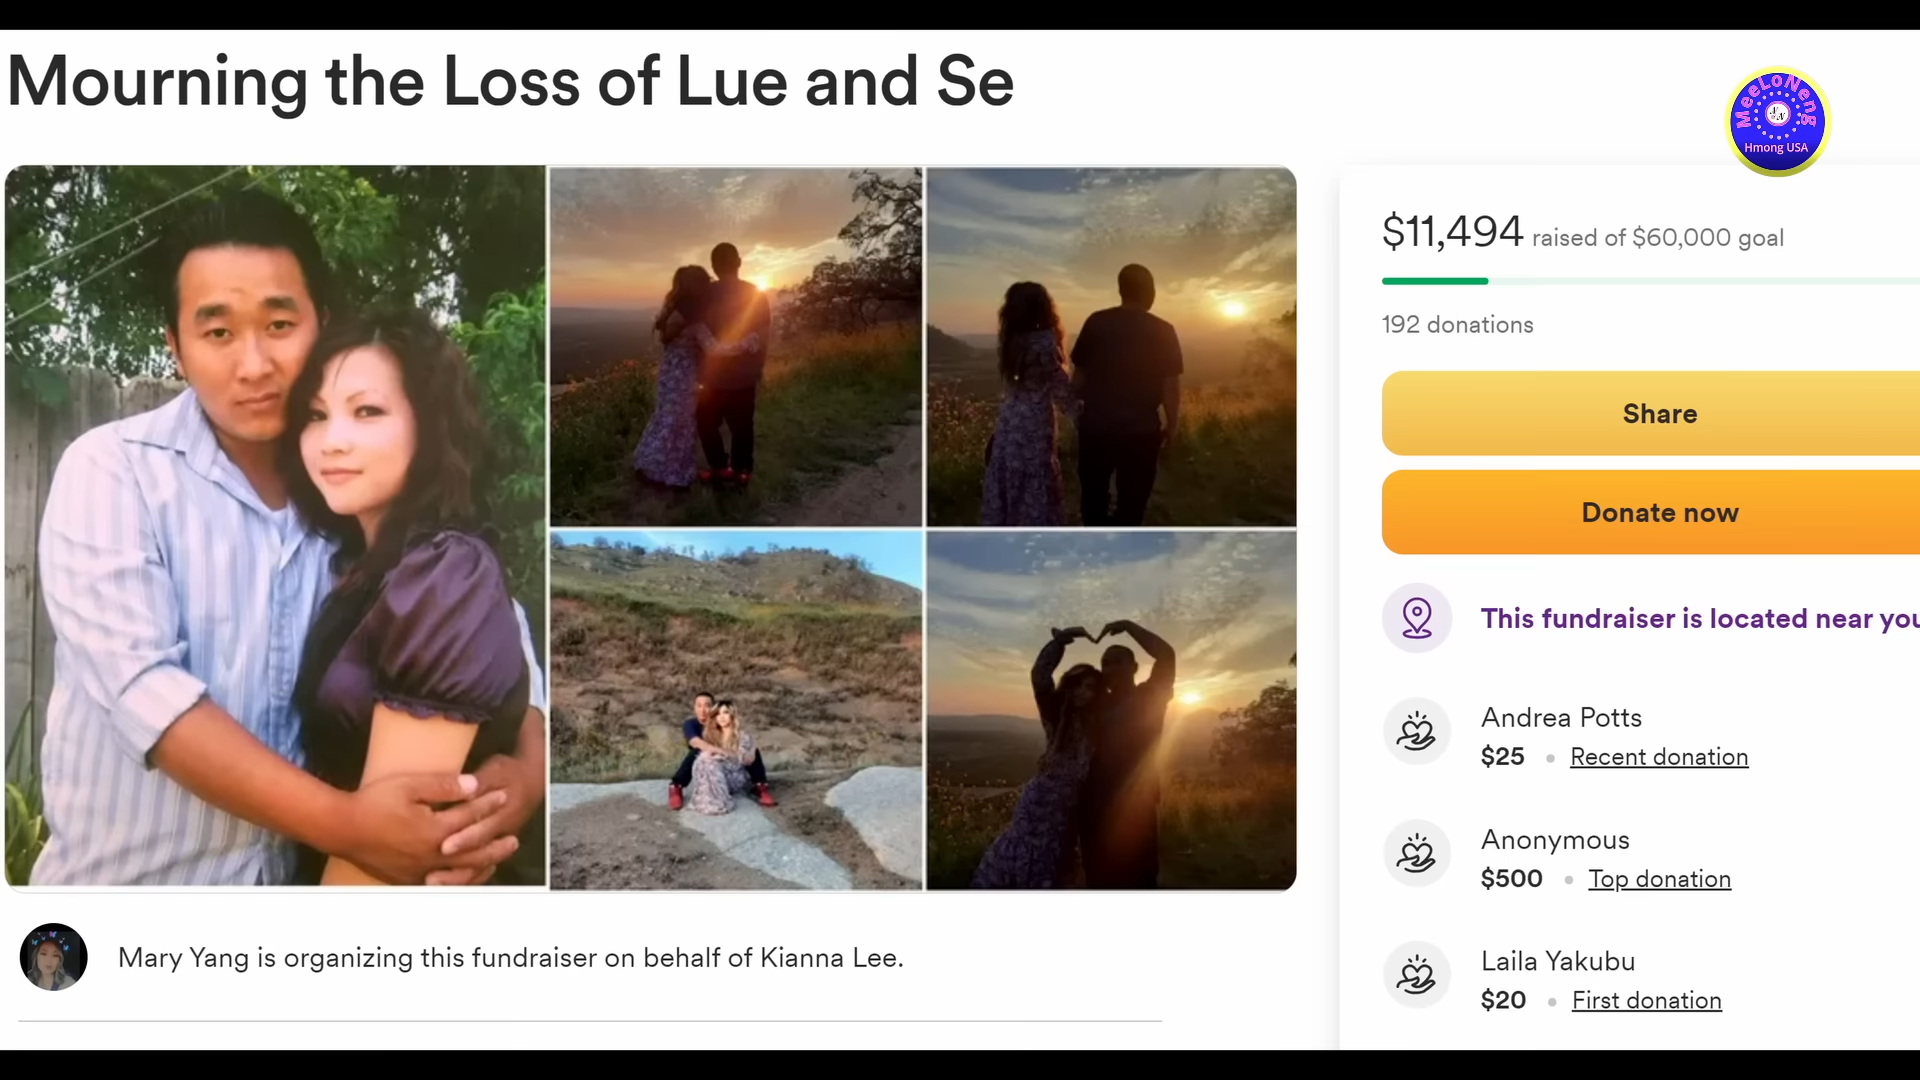 Mourning the Loss of Lue and Se
MeeLoNeng
Hmong USA
$11,494 raised of $60,000 goal
192 donations
Share
Donate now
This fundraiser is located near you
Andrea Potts
$25 • Recent donation
Anonymous
$500 • Top donation
Laila Yakubu
$20 • First donation
Mary Yang is organizing this fundraiser on behalf of Kianna Lee.